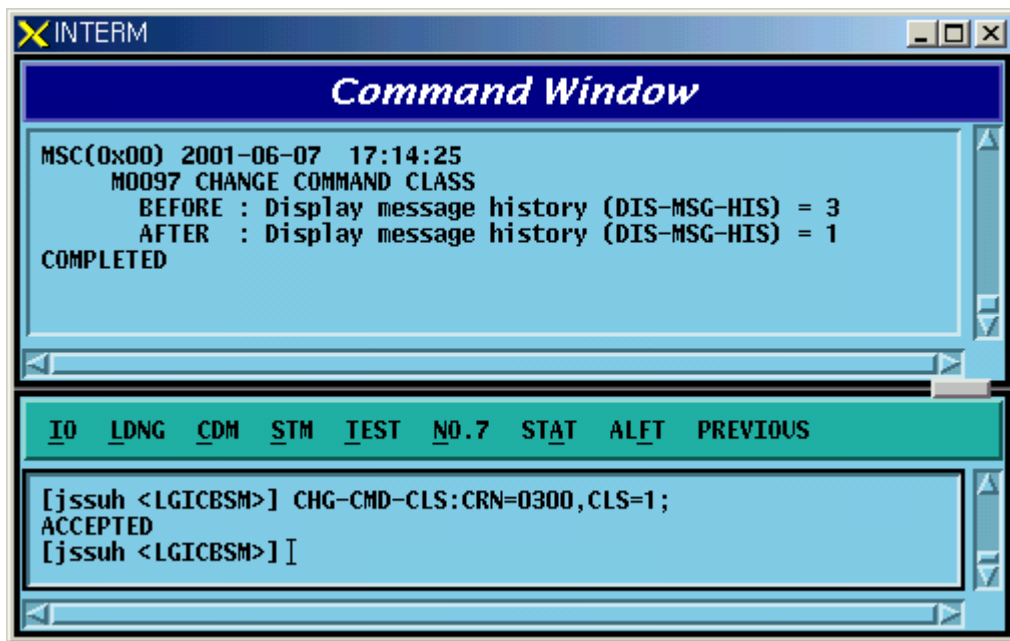 INTERM
Command Window
MSC(0x00) 2001-06-07 17:14:25
M0097 CHANGE COMMAND CLASS
BEFORE : Display message history (DIS-MSG-HIS) = 3
AFTER : Display message history (DIS-MSG-HIS) = 1
COMPLETED
IO LDNG CDM STM TEST NO.7 STAT ALFT PREVIOUS
[jssuh <LGICBSM>] CHG-CMD-CLS:CRN=0300,CLS=1;
ACCEPTED
[jssuh <LGICBSM>]